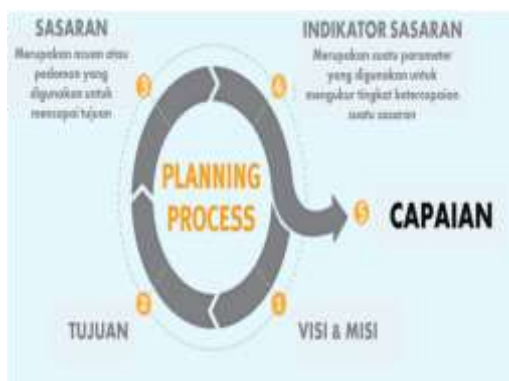 SASARAN
Merupakan acuan atau
pedoman yang
digunakan untuk
mencapai tujuan
3
INDIKATOR SASARAN
Merupakan suatu parameter
yang digunakan untuk
mengukur tingkat ketercapaian
suatu sasaran
4
PLANNING
PROCESS
5 CAPAIAN
2
TUJUAN
1
VISI & MISI